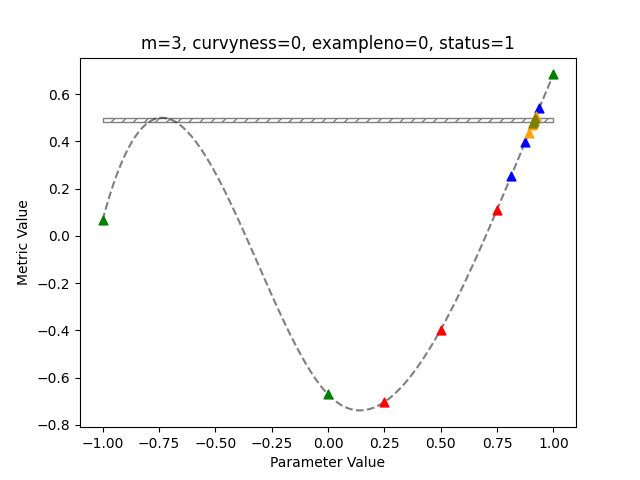 m=3, curvyness=0, exampleno=0, status=1
Metric Value
0.6
0.4
0.2
0.0
−0.2
−0.4
−0.6
−0.8
−1.00 −0.75 −0.50 −0.25 0.00 0.25 0.50 0.75 1.00
Parameter Value